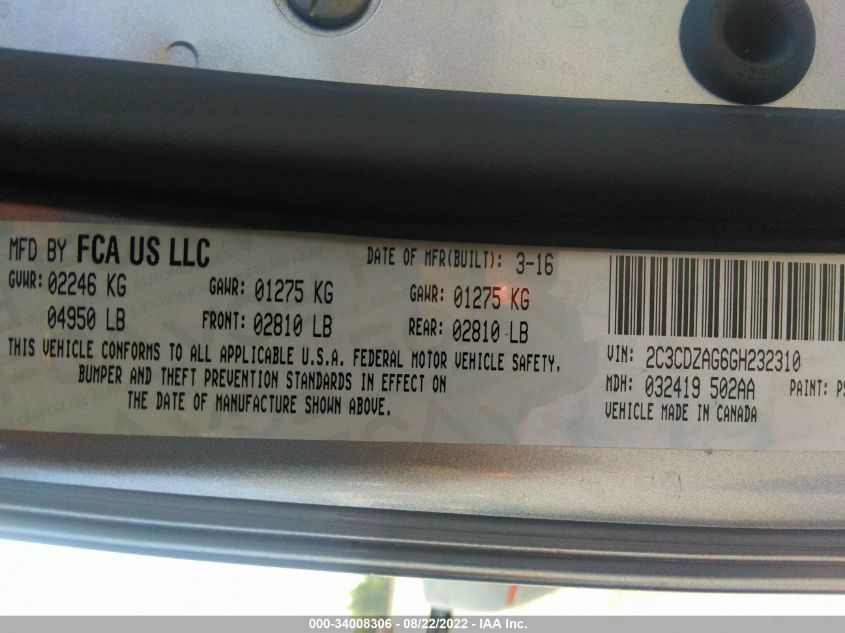 MFD BY FCA US LLC
DATE OF MFR(BUILT): 3-16
GVWR: 02246 KG
GAWR: 01275 KG
GAWR: 01275 KG
04950 LB
FRONT: 02810 LB
REAR: 02810 LB
THIS VEHICLE CONFORMS TO ALL APPLICABLE U.S.A. FEDERAL MOTOR VEHICLE SAFETY,
BUMPER AND THEFT PREVENTION STANDARDS IN EFFECT ON
THE DATE OF MANUFACTURE SHOWN ABOVE.
VIN: 2C3CDZAG6GH232310
MDH: 032419 502AA PAINT: PS
VEHICLE MADE IN CANADA
000-34008306 - 08/22/2022 - IAA Inc.